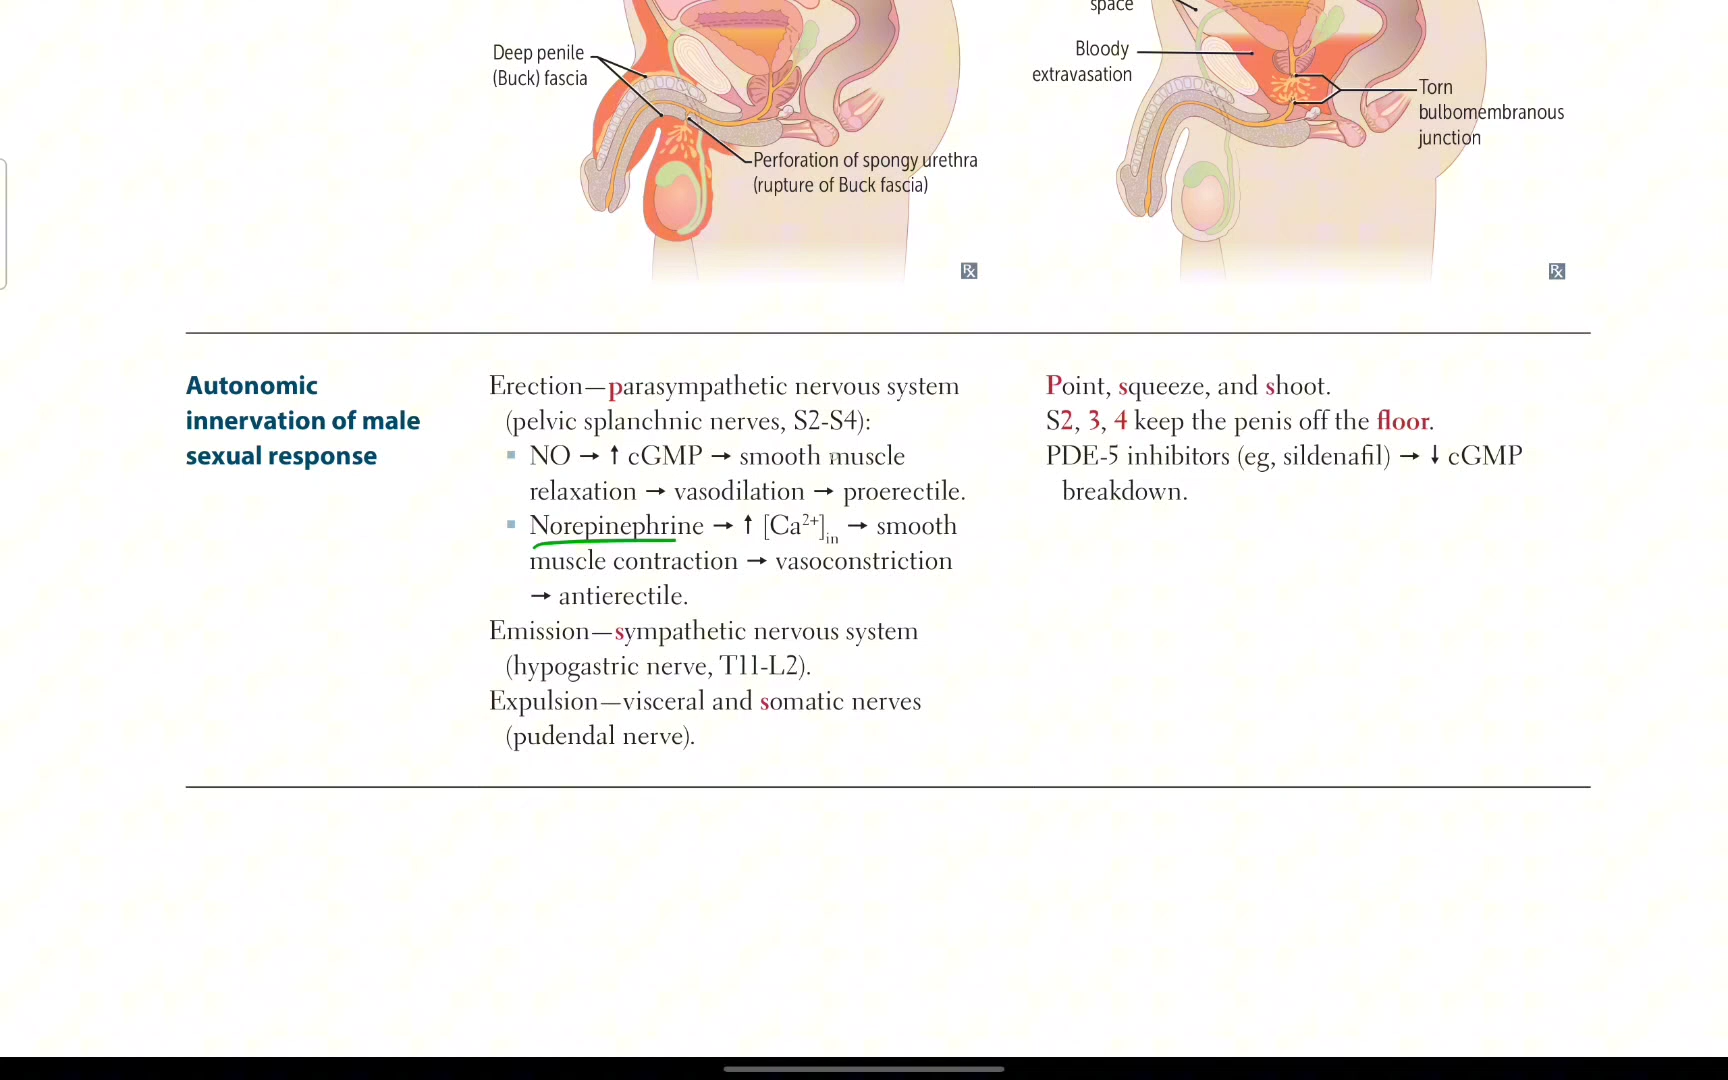 space
Deep penile
(Buck) fascia
Bloody
extravasation
Torn
bulbomembranous
junction
Perforation of spongy urethra
(rupture of Buck fascia)
Rx
Rx
Autonomic
innervation of male
sexual response
Erection—parasympathetic nervous system
(pelvic splanchnic nerves, S2-S4):
▪ NO → ↑ cGMP → smooth muscle
relaxation → vasodilation → proerectile.
▪ Norepinephrine → ↑ [Ca²⁺]in → smooth
muscle contraction → vasoconstriction
→ antierectile.
Emission—sympathetic nervous system
(hypogastric nerve, T11-L2).
Expulsion—visceral and somatic nerves
(pudendal nerve).
Point, squeeze, and shoot.
S2, 3, 4 keep the penis off the floor.
PDE-5 inhibitors (eg, sildenafil) → ↓ cGMP
breakdown.